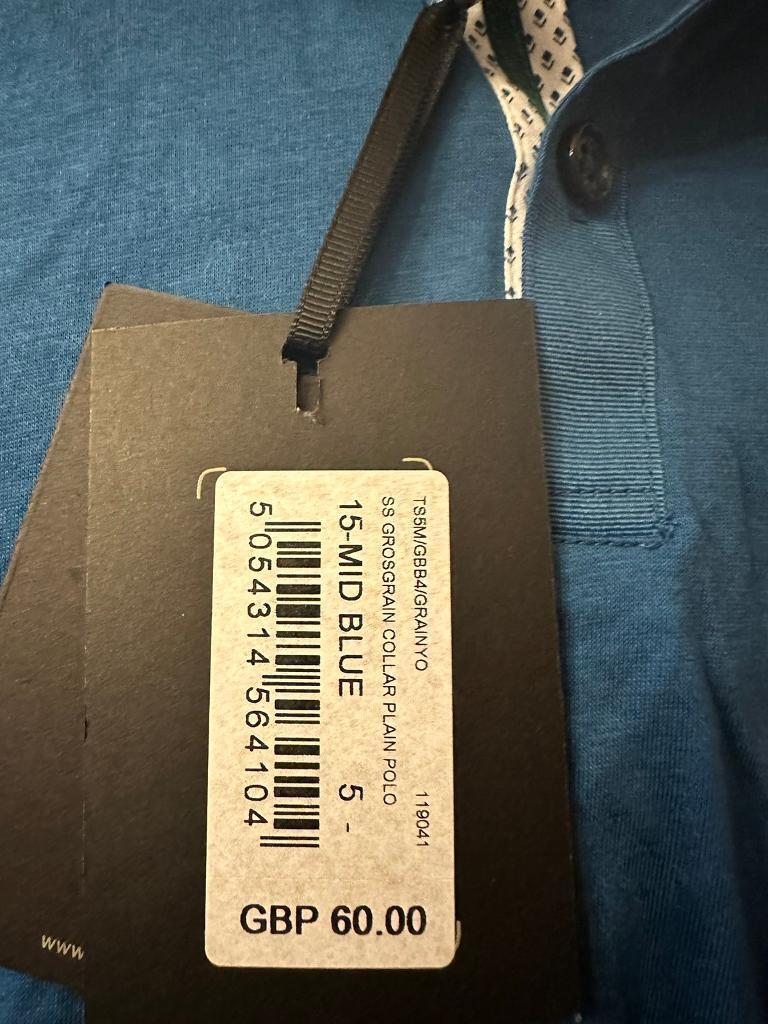 TS5M/GBB4/GRAINYO 119041
SS GROSGRAIN COLLAR PLAIN POLO
15-MID BLUE 5 -
5 054314 564104
GBP 60.00
www